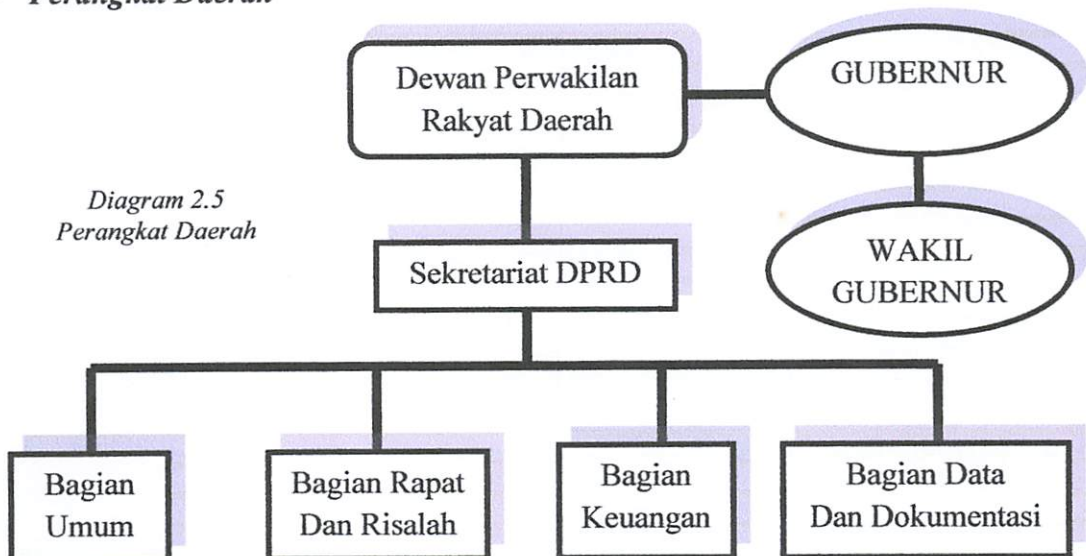 Perangkat Daerah
Dewan Perwakilan
Rakyat Daerah
GUBERNUR
Diagram 2.5
Perangkat Daerah
WAKIL
GUBERNUR
Sekretariat DPRD
Bagian
Umum
Bagian Rapat
Dan Risalah
Bagian
Keuangan
Bagian Data
Dan Dokumentasi